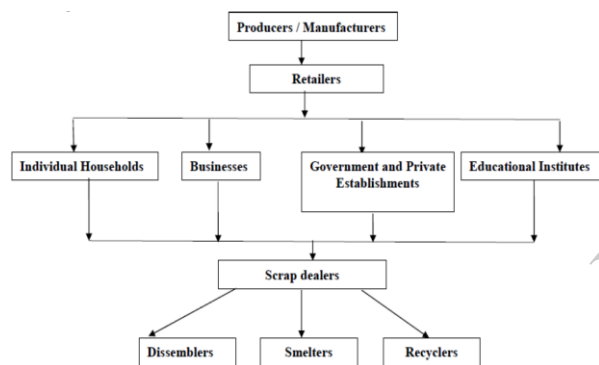 Producers / Manufacturers
Retailers
Individual Households
Businesses
Government and Private
Establishments
Educational Institutes
Scrap dealers
Dissemblers
Smelters
Recyclers